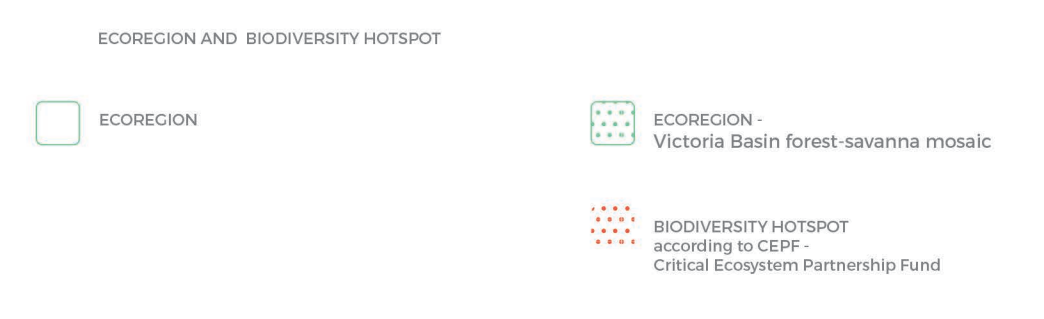 ECOREGION AND BIODIVERSITY HOTSPOT
ECOREGION
ECOREGION -
Victoria Basin forest-savanna mosaic
BIODIVERSITY HOTSPOT
according to CEPF -
Critical Ecosystem Partnership Fund